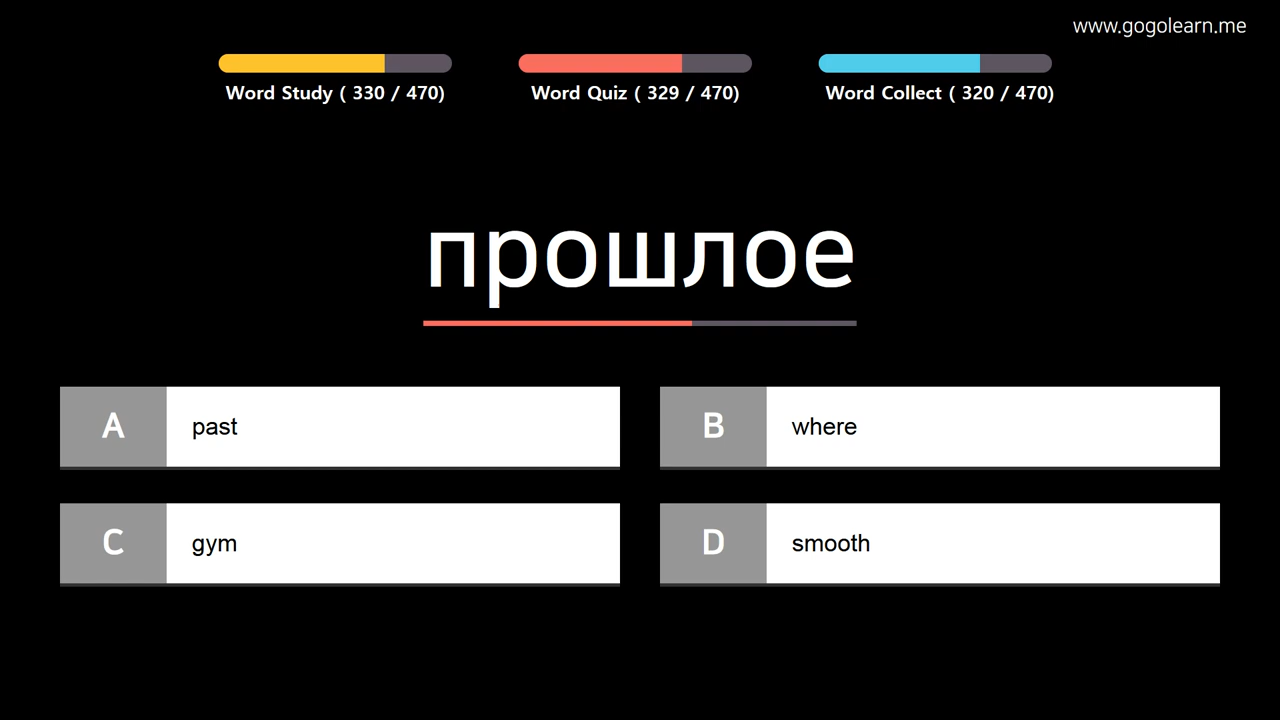 www.gogolearn.me
Word Study ( 330 / 470)
Word Quiz ( 329 / 470)
Word Collect ( 320 / 470)
прошлое
A past
B where
C gym
D smooth